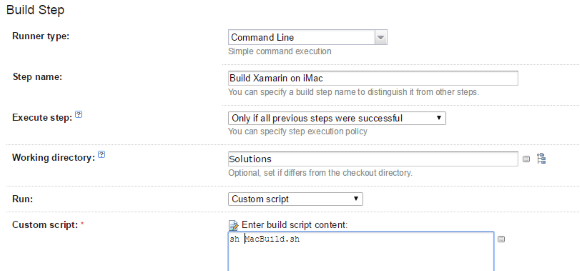 Build Step
Runner type: Command Line
Simple command execution
Step name: Build Xamarin on iMac
You can specify a build step name to distinguish it from other steps.
Execute step: [?] Only if all previous steps were successful
You can specify step execution policy
Working directory: [?] Solutions
Optional, set if differs from the checkout directory.
Run: Custom script
Custom script: * Enter build script content:
sh MacBuild.sh